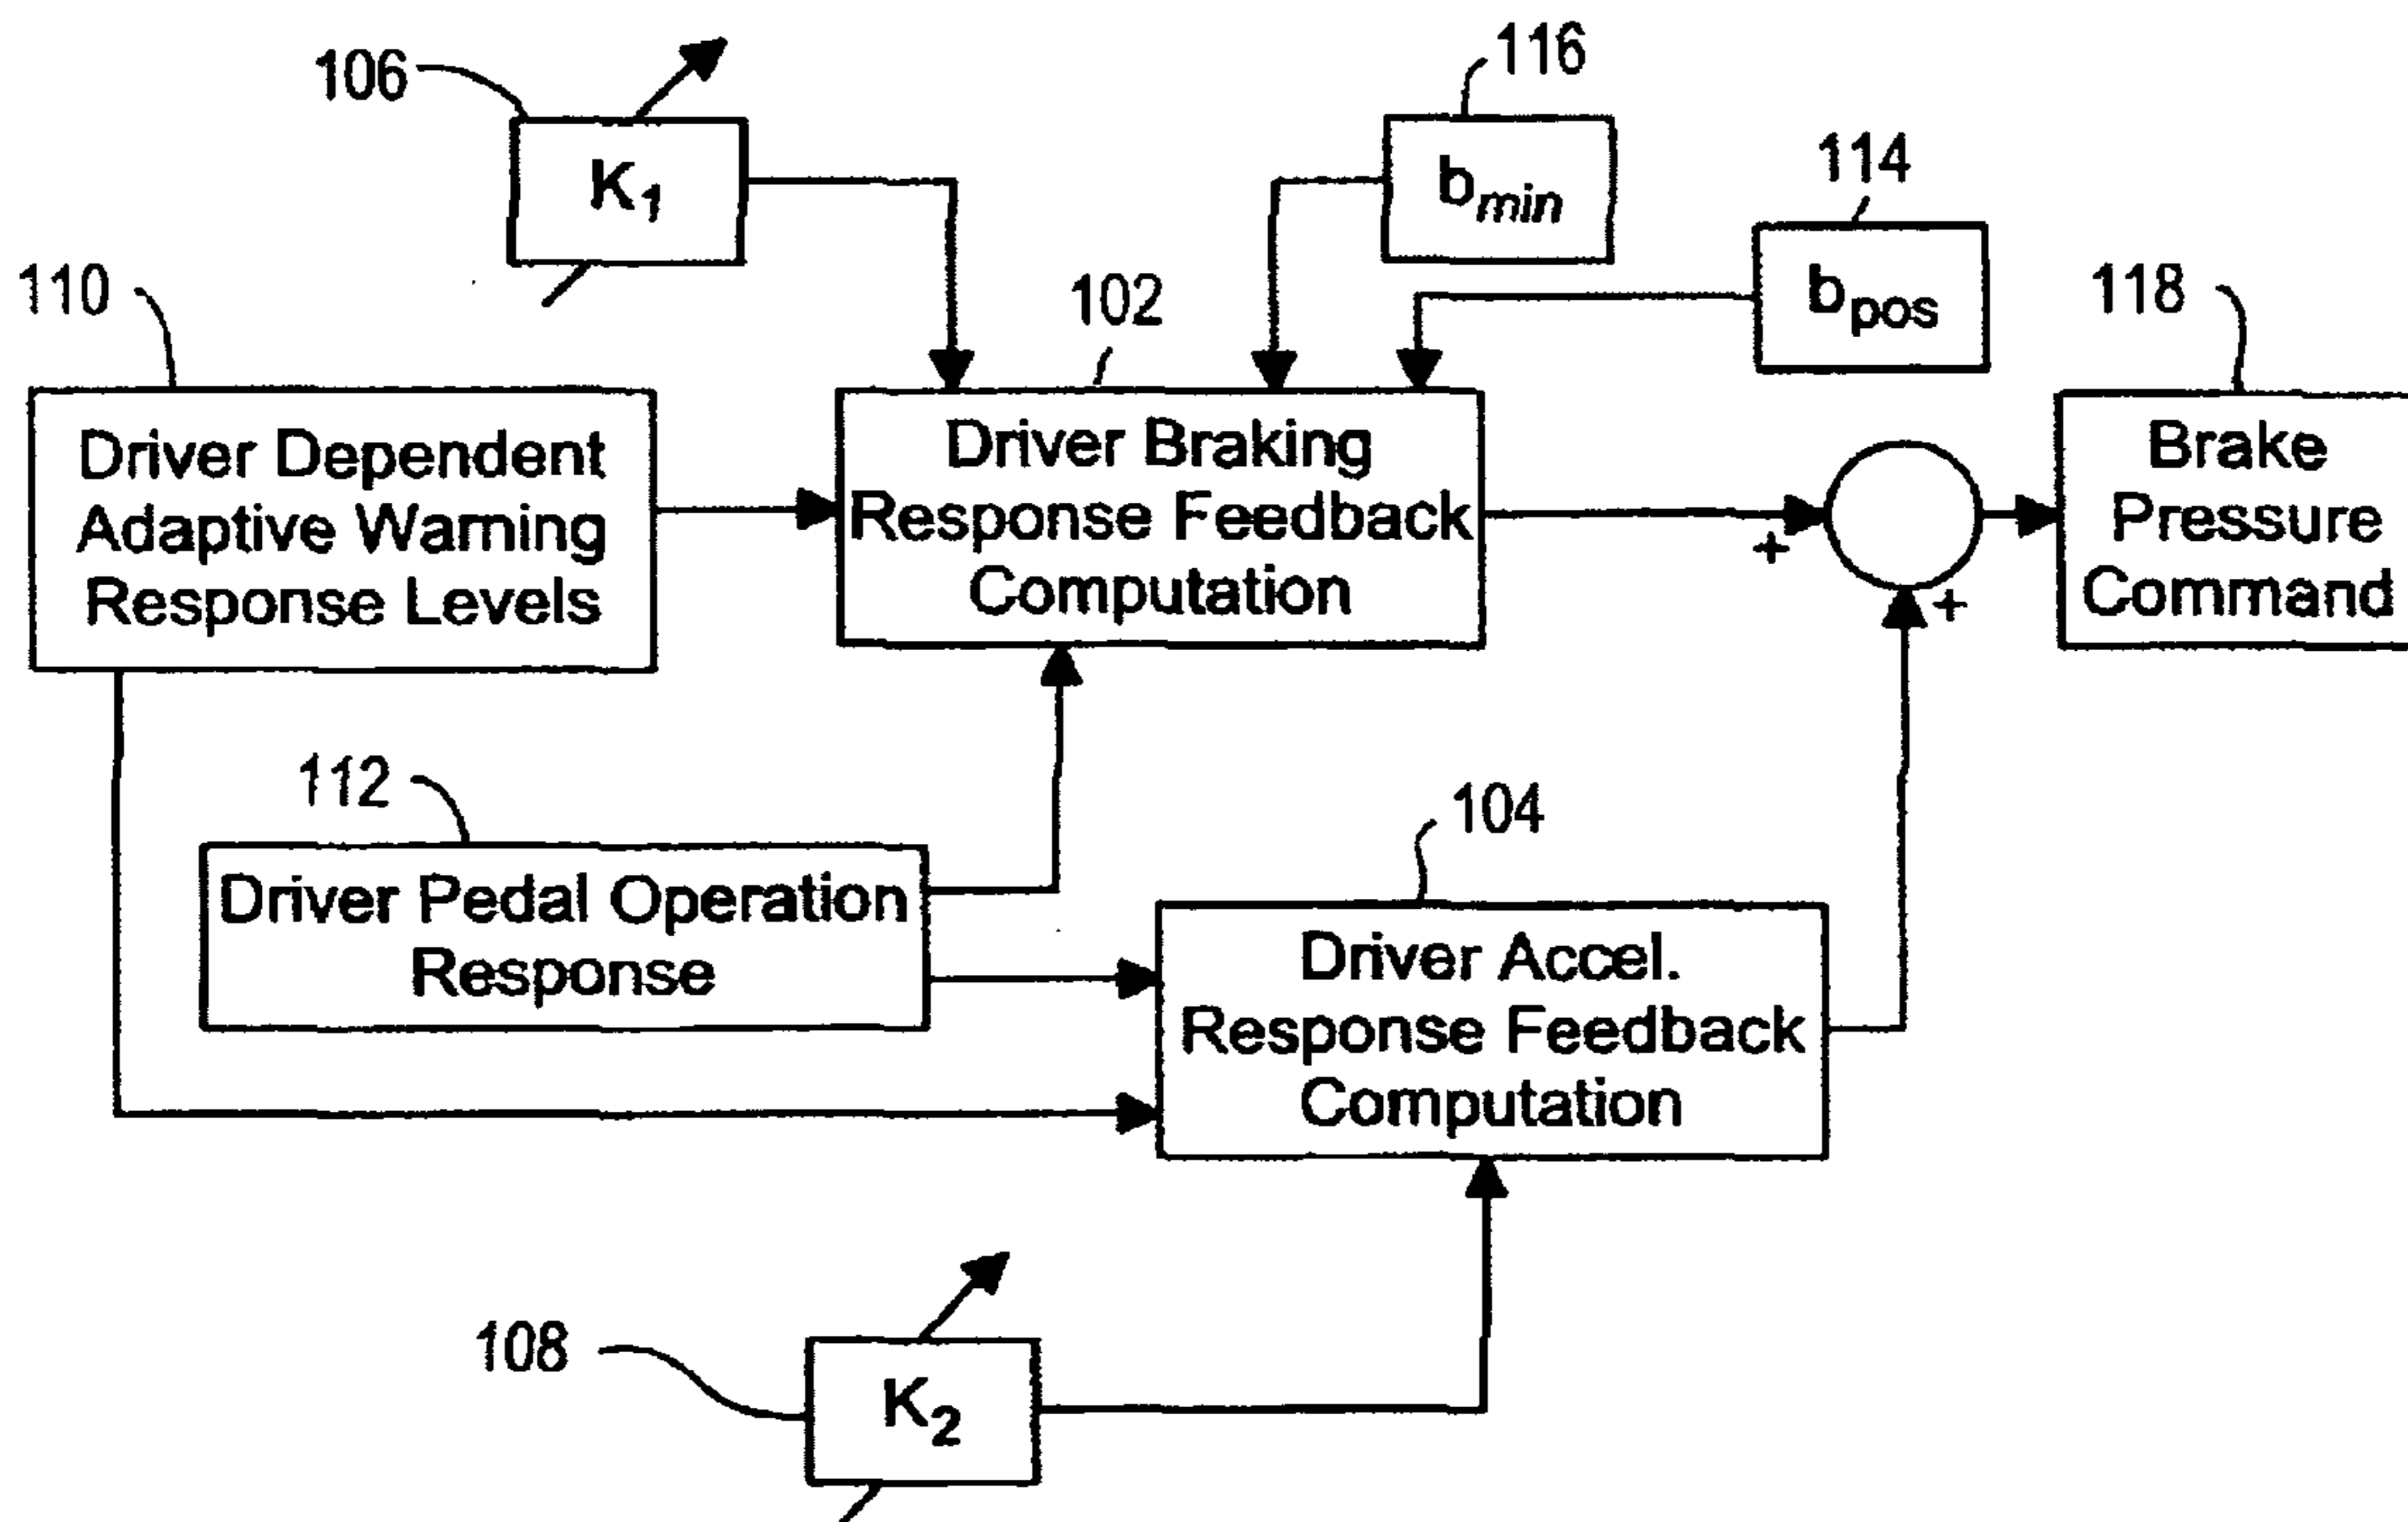 106
K1
116
bmin
114
bpos
110
Driver Dependent
Adaptive Warning
Response Levels
102
Driver Braking
Response Feedback
Computation
118
Brake
Pressure
Command
+
+
112
Driver Pedal Operation
Response
104
Driver Accel.
Response Feedback
Computation
108
K2